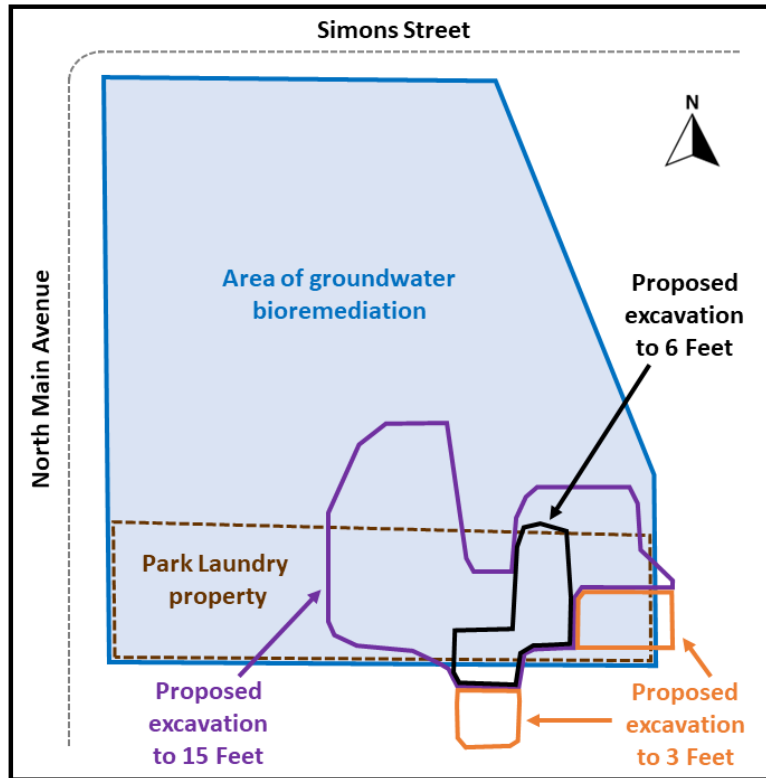 Simons Street
N
North Main Avenue
Area of groundwater
bioremediation
Proposed
excavation
to 6 Feet
Park Laundry
property
Proposed
excavation
to 15 Feet
Proposed
excavation
to 3 Feet